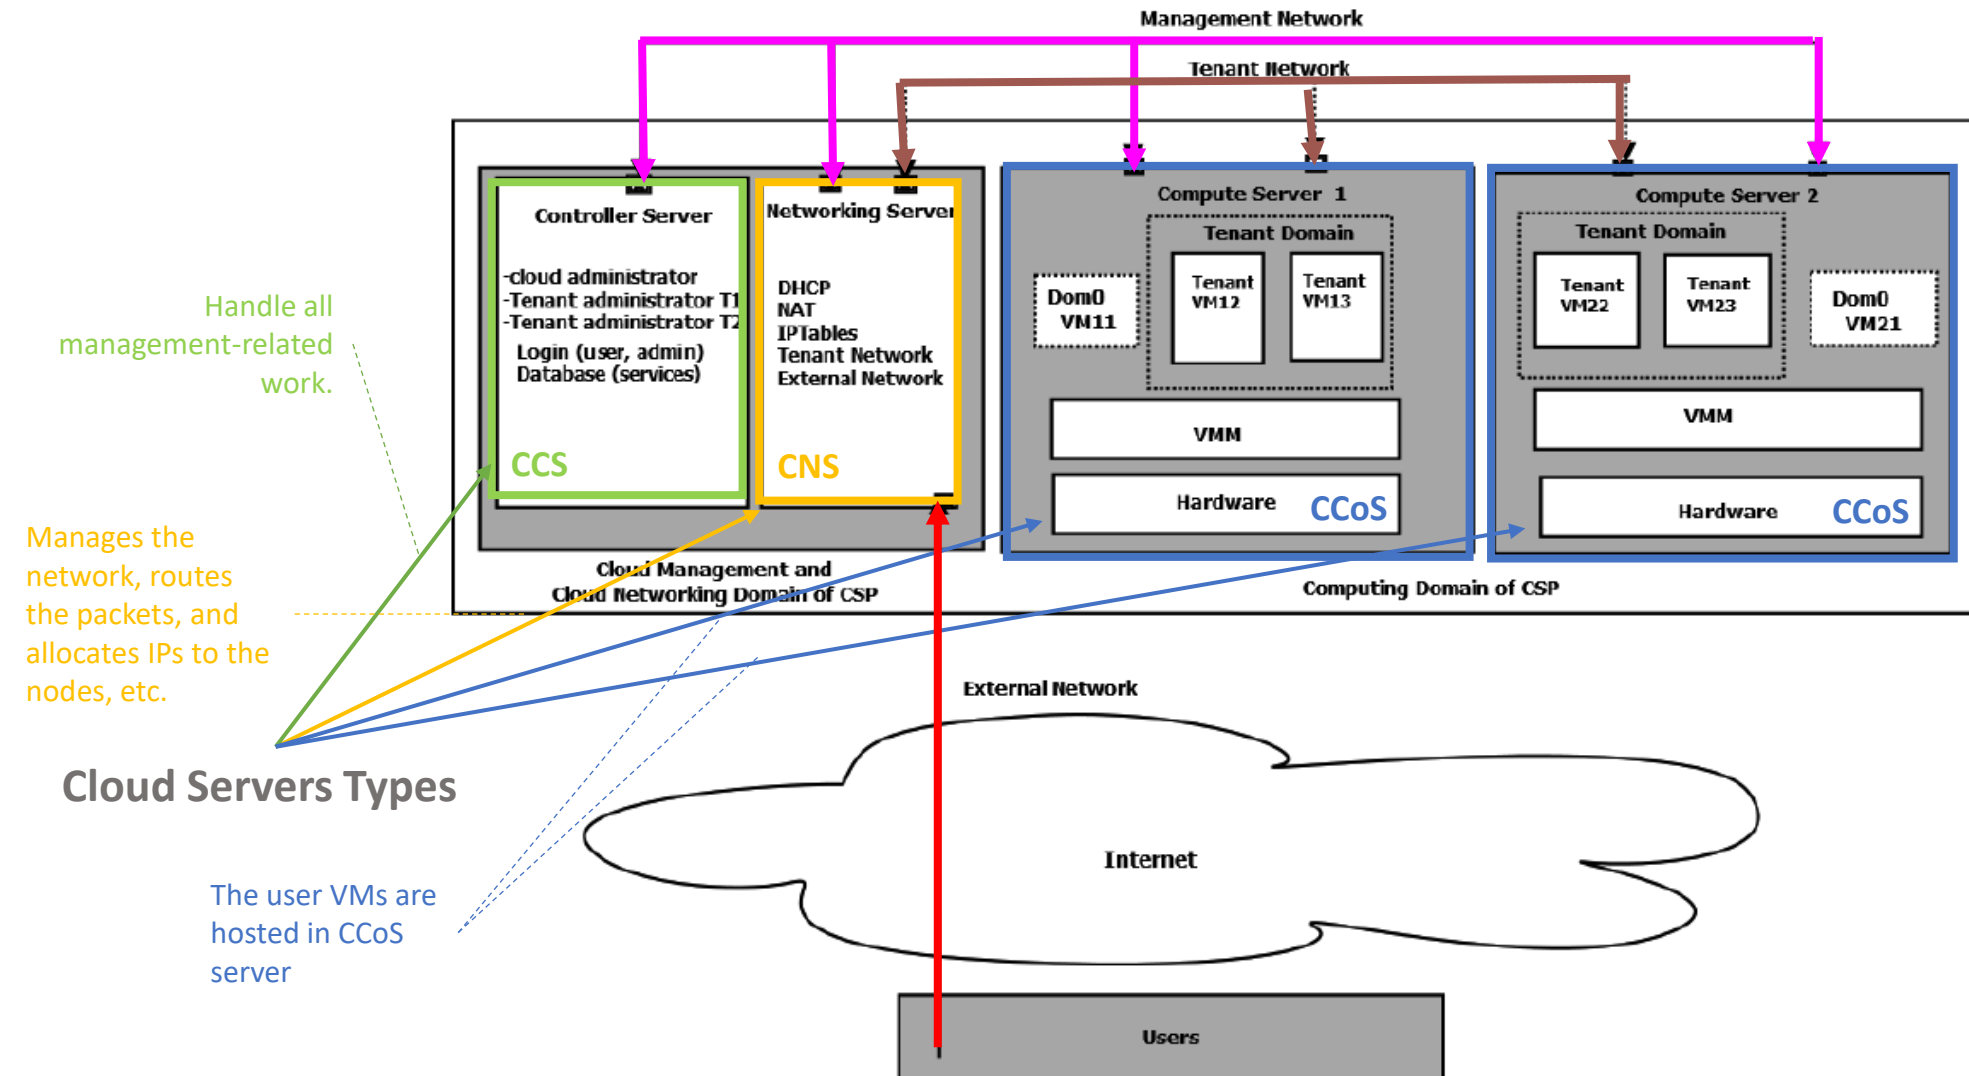 Management Network
Tenant Network
Controller Server
-cloud administrator
-Tenant administrator T1
-Tenant administrator T2
Login (user, admin)
Database (services)
CCS
Networking Server
DHCP
NAT
IPTables
Tenant Network
External Network
CNS
Compute Server 1
Tenant Domain
Dom0
VM11
Tenant
VM12
Tenant
VM13
VMM
Hardware
CCoS
Compute Server 2
Tenant Domain
Tenant
VM22
Tenant
VM23
Dom0
VM21
VMM
Hardware
CCoS
Cloud Management and
Cloud Networking Domain of CSP
Computing Domain of CSP
Handle all
management-related
work.
Manages the
network, routes
the packets, and
allocates IPs to the
nodes, etc.
Cloud Servers Types
The user VMs are
hosted in CCoS
server
External Network
Internet
Users